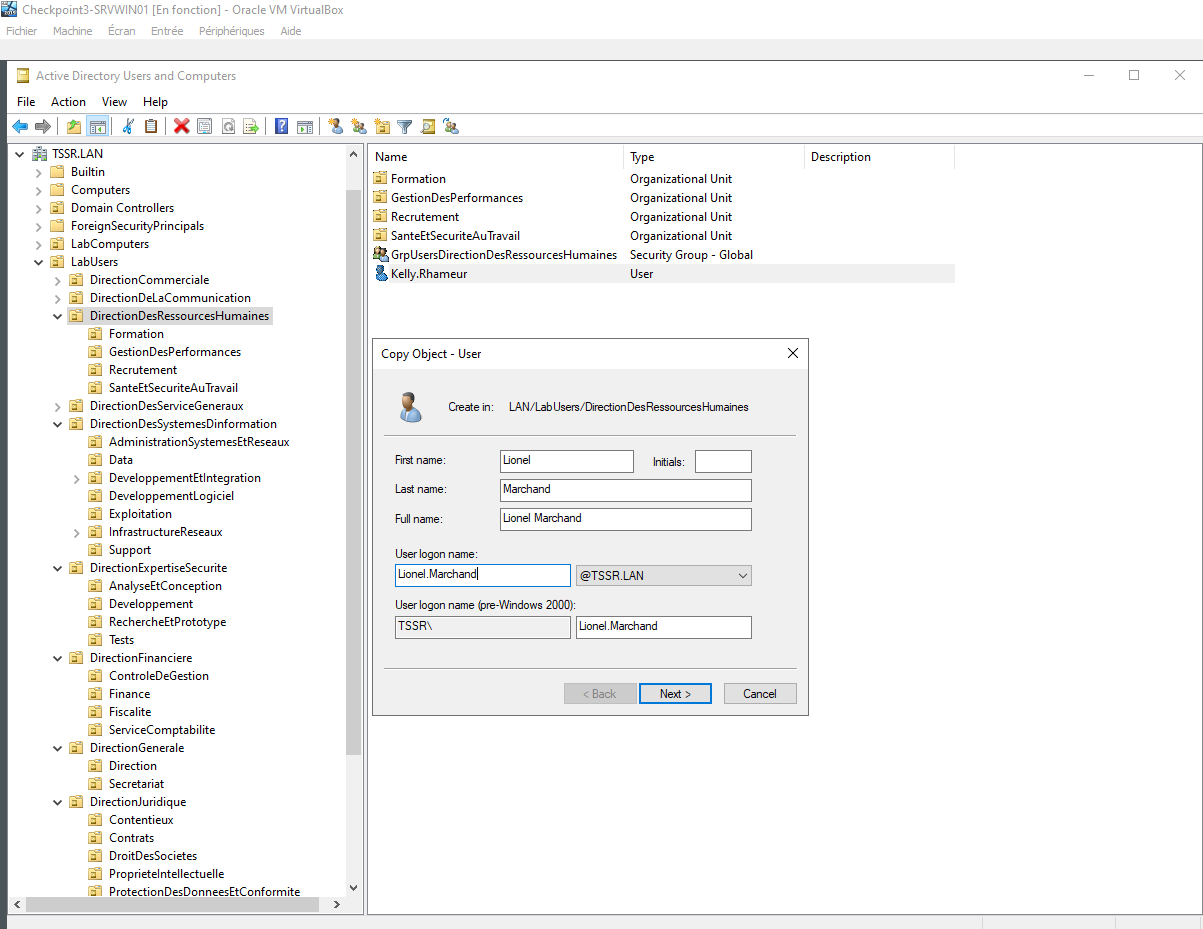 Checkpoint3-SRVWIN01 [En fonction] - Oracle VM VirtualBox
Fichier Machine Écran Entrée Périphériques Aide
Active Directory Users and Computers
File Action View Help
TSSR.LAN
Builtin
Computers
Domain Controllers
ForeignSecurityPrincipals
LabComputers
LabUsers
DirectionCommerciale
DirectionDeLaCommunication
DirectionDesRessourcesHumaines
Formation
GestionDesPerformances
Recrutement
SanteEtSecuriteAuTravail
DirectionDesServiceGeneraux
DirectionDesSystemesDinformation
AdministrationSystemesEtReseaux
Data
DeveloppementEtIntegration
DeveloppementLogiciel
Exploitation
InfrastructureReseaux
Support
DirectionExpertiseSecurite
AnalyseEtConception
Developpement
RechercheEtPrototype
Tests
DirectionFinanciere
ControleDeGestion
Finance
Fiscalite
ServiceComptabilite
DirectionGenerale
Direction
Secretariat
DirectionJuridique
Contentieux
Contrats
DroitDesSocietes
ProprieteIntellectuelle
ProtectionDesDonneesEtConformite
Name Type Description
Formation Organizational Unit
GestionDesPerformances Organizational Unit
Recrutement Organizational Unit
SanteEtSecuriteAuTravail Organizational Unit
GrpUsersDirectionDesRessourcesHumaines Security Group - Global
Kelly.Rhameur User
Copy Object - User
Create in: LAN/LabUsers/DirectionDesRessourcesHumaines
First name: Lionel Initials:
Last name: Marchand
Full name: Lionel Marchand
User logon name:
Lionel.Marchand @TSSR.LAN
User logon name (pre-Windows 2000):
TSSR\ Lionel.Marchand
< Back Next > Cancel